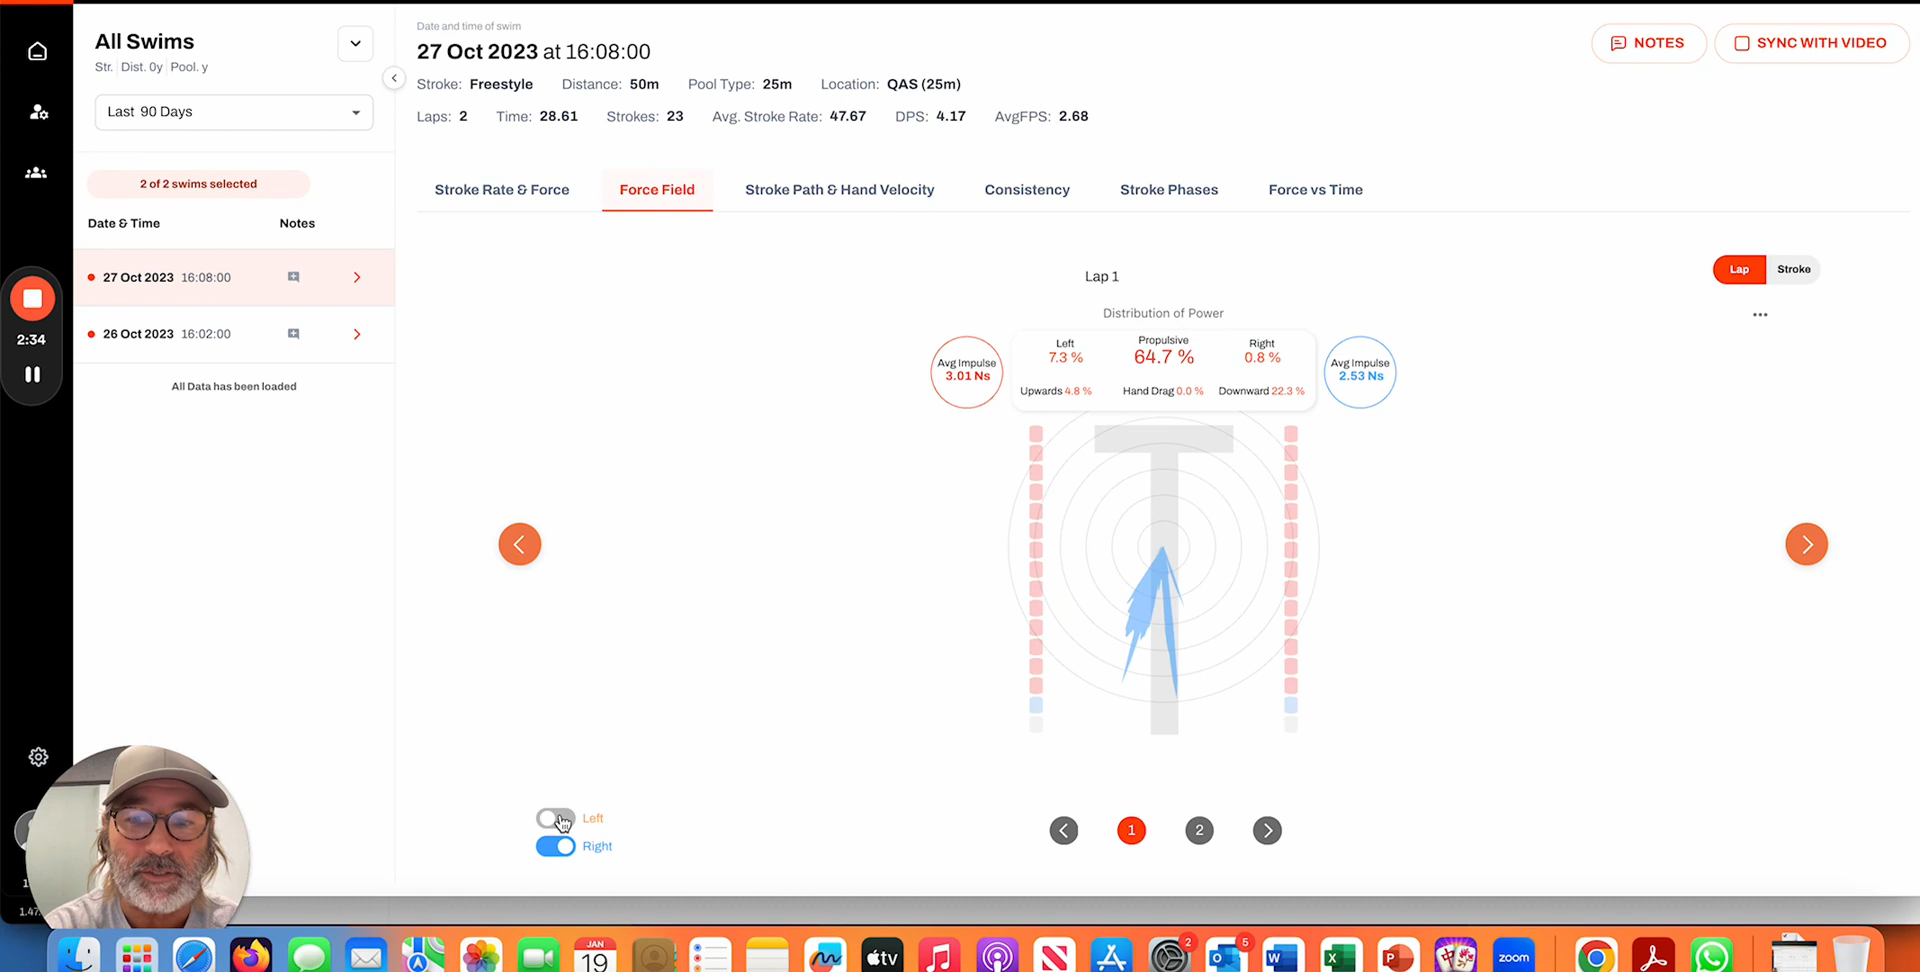 All Swims
Str. Dist. 0y Pool. y
Last 90 Days
2 of 2 swims selected
Date & Time Notes
27 Oct 2023 16:08:00
26 Oct 2023 16:02:00
All Data has been loaded
2:34
Date and time of swim
27 Oct 2023 at 16:08:00
Stroke: Freestyle Distance: 50m Pool Type: 25m Location: QAS (25m)
Laps: 2 Time: 28.61 Strokes: 23 Avg. Stroke Rate: 47.67 DPS: 4.17 AvgFPS: 2.68
NOTES
SYNC WITH VIDEO
Stroke Rate & Force Force Field Stroke Path & Hand Velocity Consistency Stroke Phases Force vs Time
Lap 1
Lap Stroke
Distribution of Power
Avg Impulse
3.01 Ns
Left Propulsive Right
7.3 % 64.7 % 0.8 %
Upwards 4.8 % Hand Drag 0.0 % Downward 22.3 %
Avg Impulse
2.53 Ns
Left
Right
1 2
1.47.
JAN
19
tv
2
5
W
X
P
zoom